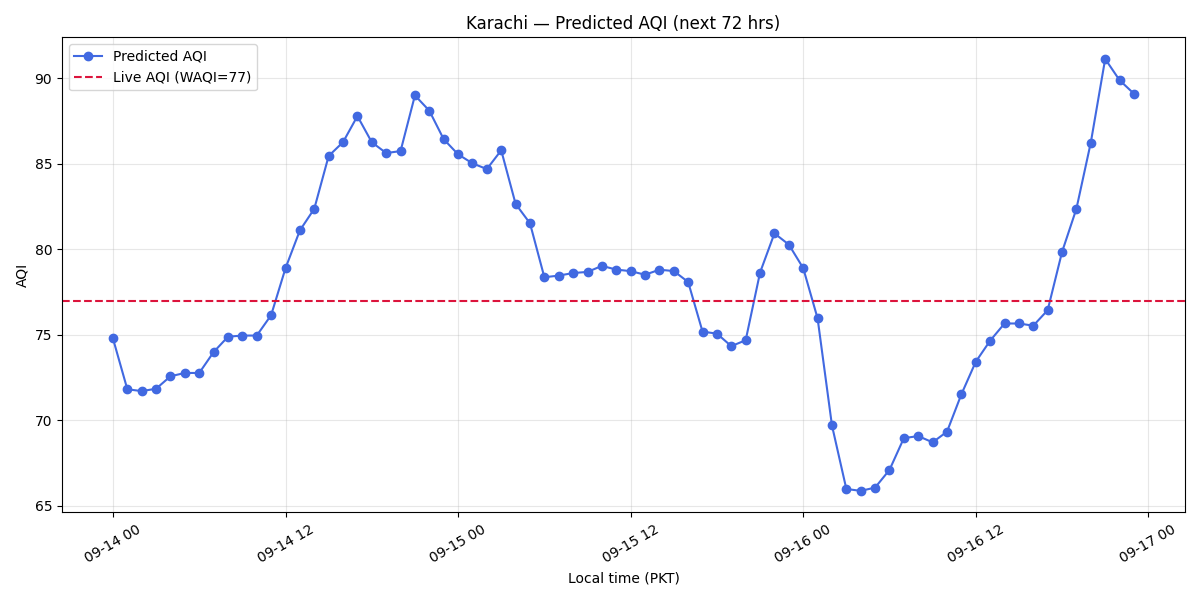 Karachi — Predicted AQI (next 72 hrs)
Predicted AQI
Live AQI (WAQI=77)
AQI
90
85
80
75
70
65
09-14 00
09-14 12
09-15 00
09-15 12
09-16 00
09-16 12
09-17 00
Local time (PKT)